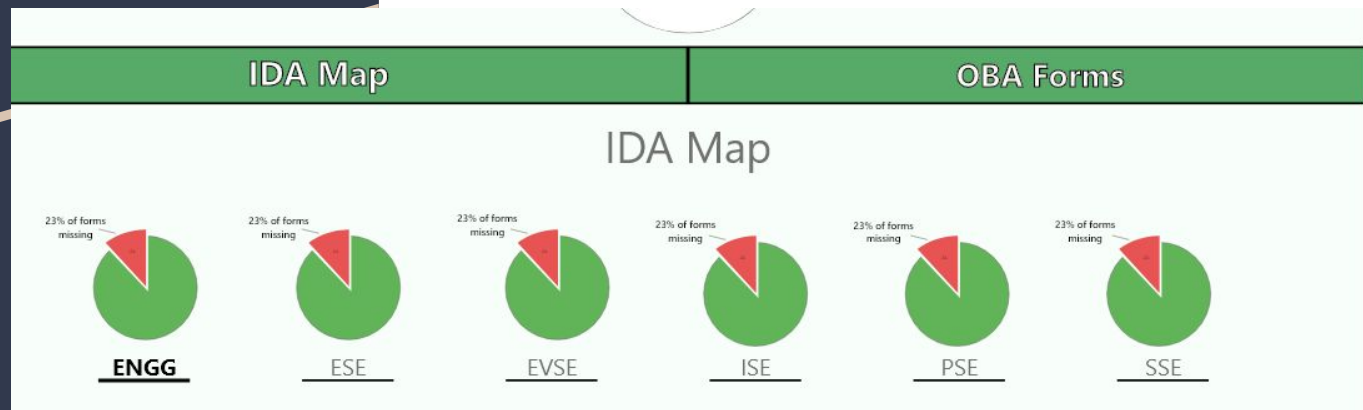 IDA Map
OBA Forms
IDA Map
23% of forms
missing
23% of forms
missing
23% of forms
missing
23% of forms
missing
23% of forms
missing
23% of forms
missing
ENGG
ESE
EVSE
ISE
PSE
SSE